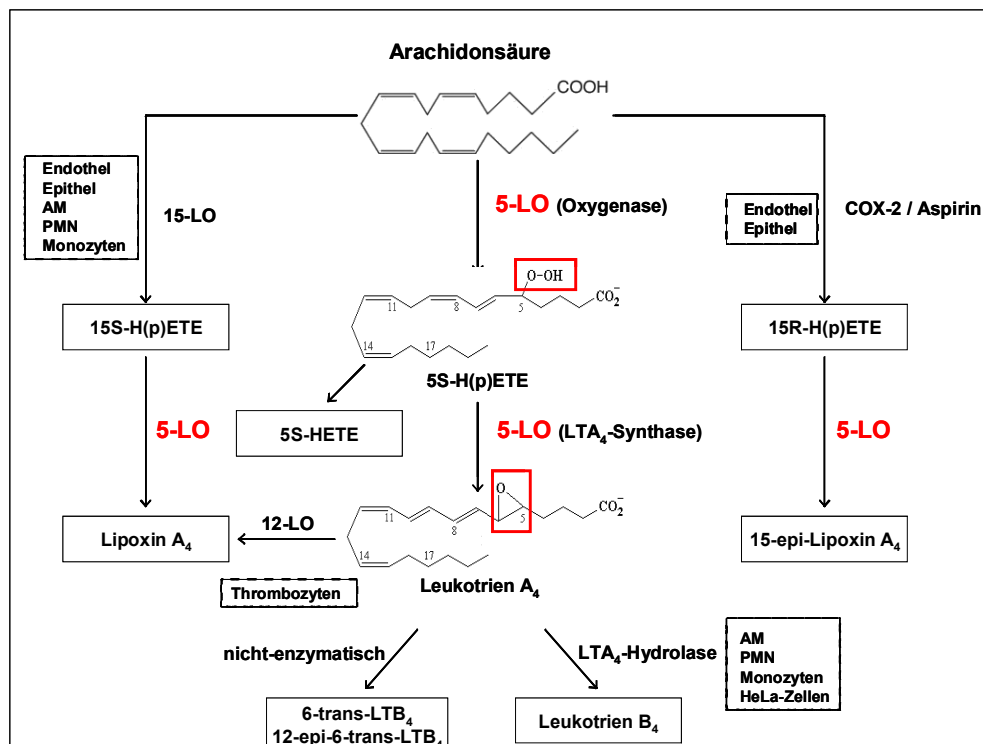 Arachidonsäure
COOH
Endothel
Epithel
AM
PMN
Monozyten
15-LO
5-LO (Oxygenase)
Endothel
Epithel
COX-2 / Aspirin
O-OH
CO₂⁻
11
8
5
14
17
15S-H(p)ETE
5S-H(p)ETE
15R-H(p)ETE
5-LO
5S-HETE
5-LO (LTA₄-Synthase)
5-LO
O
CO₂⁻
11
8
5
14
17
Lipoxin A₄
12-LO
Thrombozyten
Leukotrien A₄
15-epi-Lipoxin A₄
nicht-enzymatisch
LTA₄-Hydrolase
AM
PMN
Monozyten
HeLa-Zellen
6-trans-LTB₄
12-epi-6-trans-LTB₄
Leukotrien B₄